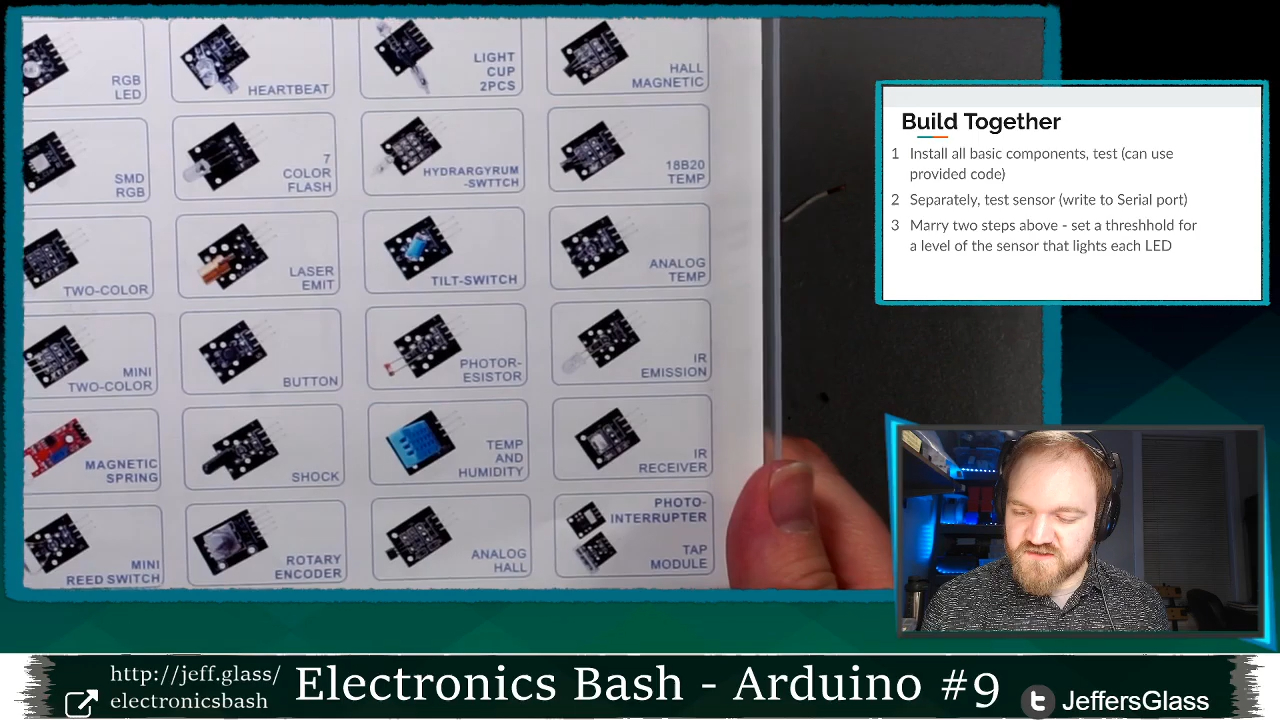 RGB
LED
HEARTBEAT
LIGHT
CUP
2PCS
HALL
MAGNETIC
SMD
RGB
7
COLOR
FLASH
HYDRARGYRUM
-SWTTCH
18B20
TEMP
TWO-COLOR
LASER
EMIT
TILT-SWITCH
ANALOG
TEMP
MINI
TWO-COLOR
BUTTON
PHOTOR-
ESISTOR
IR
EMISSION
MAGNETIC
SPRING
SHOCK
TEMP
AND
HUMIDITY
IR
RECEIVER
MINI
REED SWITCH
ROTARY
ENCODER
ANALOG
HALL
PHOTO-
INTERRUPTER
TAP
MODULE
Build Together
1 Install all basic components, test (can use
provided code)
2 Separately, test sensor (write to Serial port)
3 Marry two steps above - set a threshhold for
a level of the sensor that lights each LED
http://jeff.glass/
electronicsbash
Electronics Bash - Arduino #9
JeffersGlass